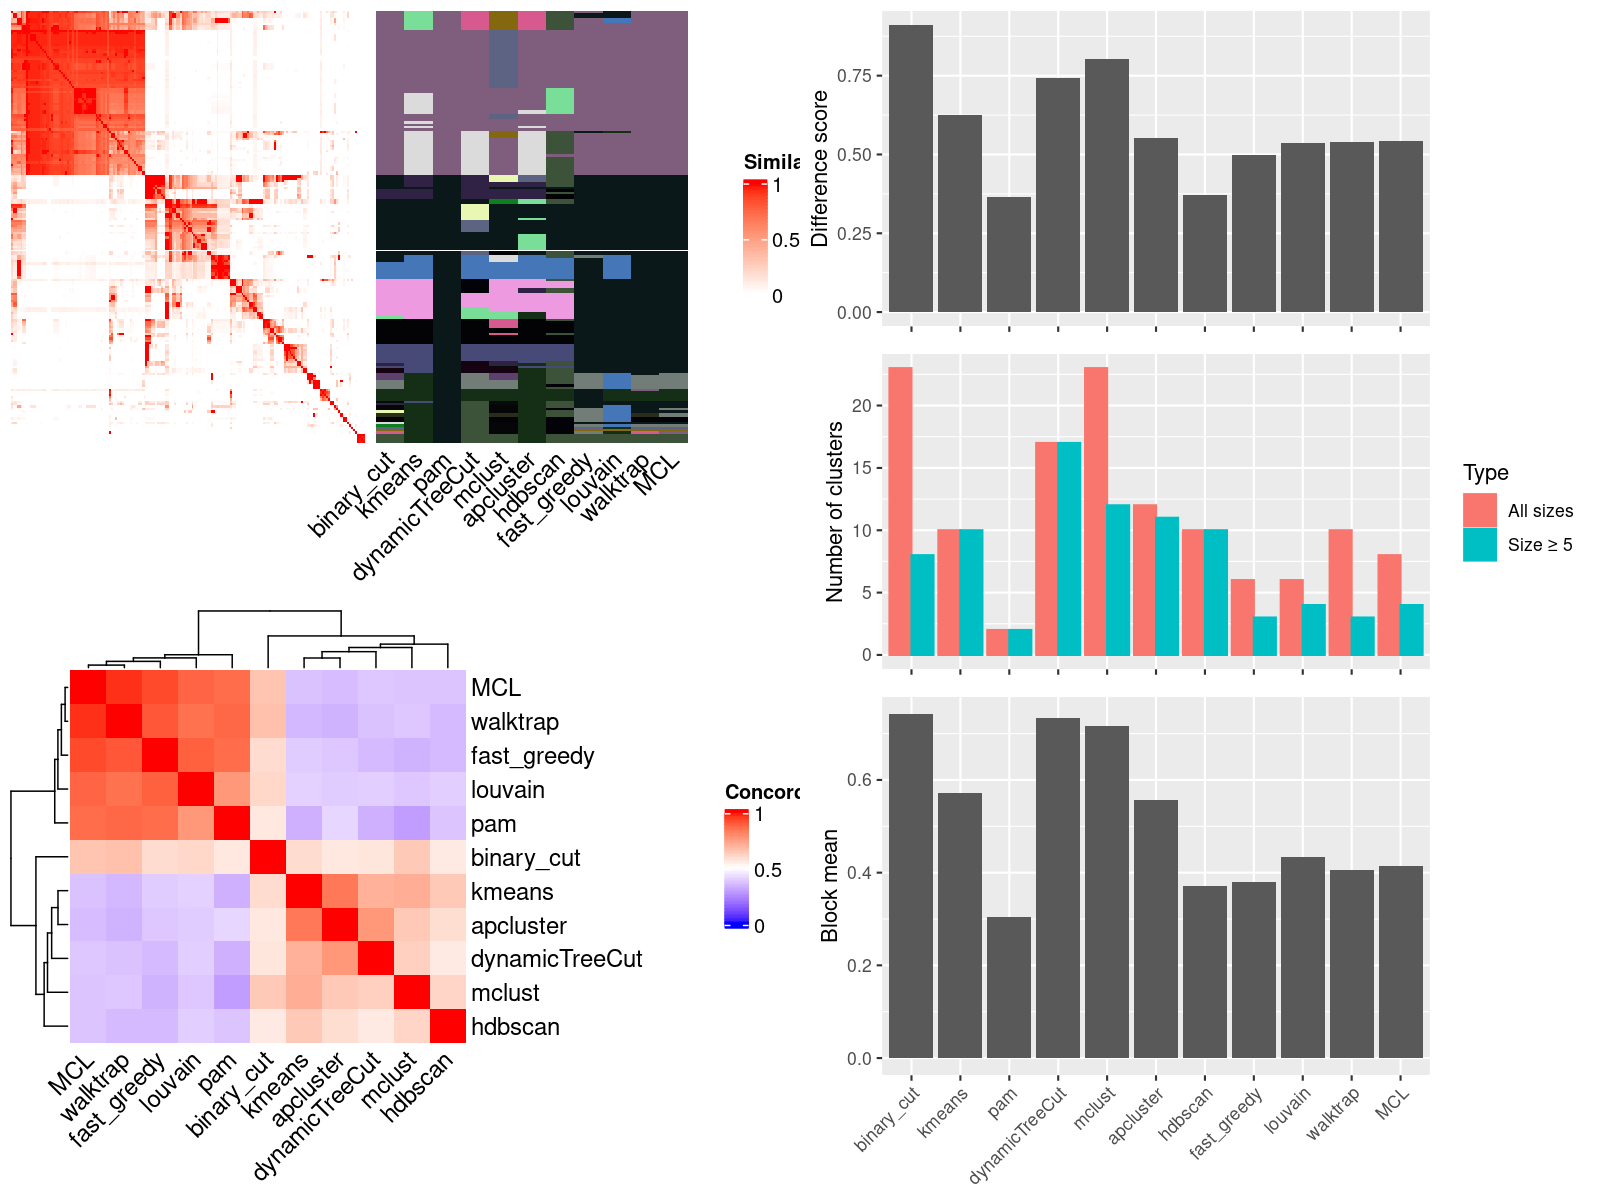 Simila
1
0.5
0
binary_cut
kmeans
pam
dynamicTreeCut
mclust
apcluster
hdbscan
fast_greedy
louvain
walktrap
MCL
MCL
walktrap
fast_greedy
louvain
pam
binary_cut
kmeans
apcluster
dynamicTreeCut
mclust
hdbscan
MCL
walktrap
fast_greedy
louvain
pam
binary_cut
kmeans
apcluster
dynamicTreeCut
mclust
hdbscan
Concord
1
0.5
0
Difference score
0.75
0.50
0.25
0.00
Number of clusters
20
15
10
5
0
Type
All sizes
Size ≥ 5
Block mean
0.6
0.4
0.2
0.0
binary_cut
kmeans
pam
dynamicTreeCut
mclust
apcluster
hdbscan
fast_greedy
louvain
walktrap
MCL